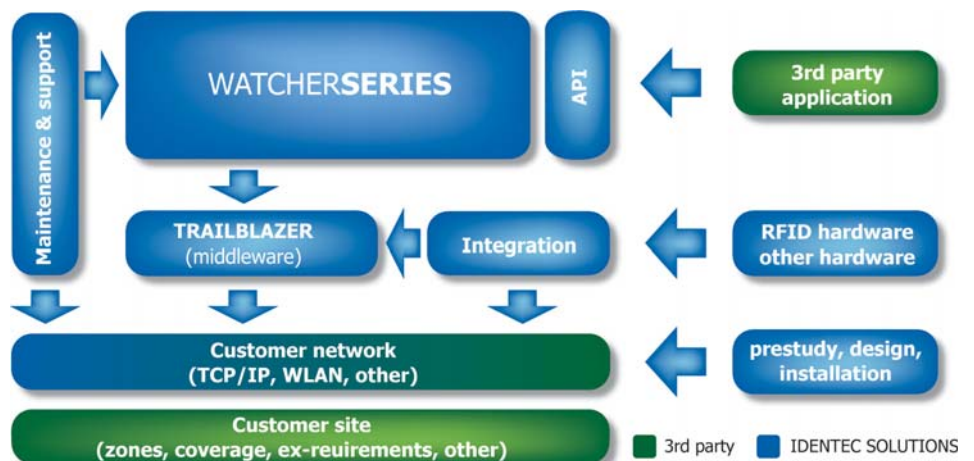 Maintenance & support
WATCHERSERIES
API
3rd party
application
TRAILBLAZER
(middleware)
Integration
RFID hardware
other hardware
Customer network
(TCP/IP, WLAN, other)
prestudy, design,
installation
Customer site
(zones, coverage, ex-reuirements, other)
3rd party
IDENTEC SOLUTIONS